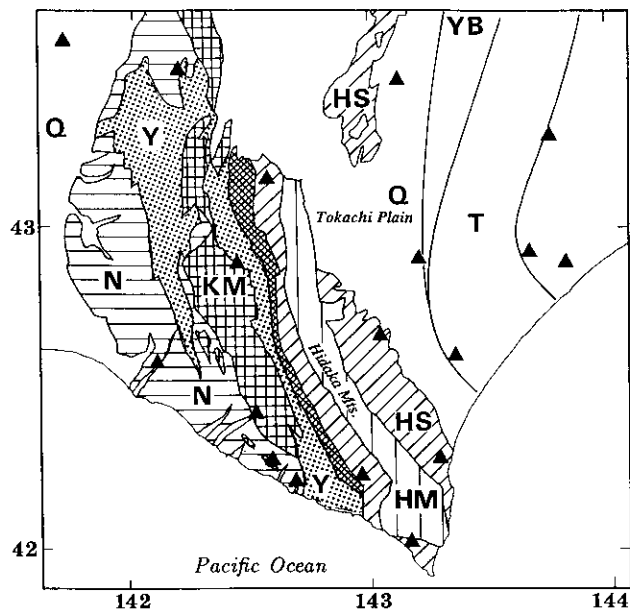 YB
HS
Y
Q
43
Q
Tokachi Plain
T
N
KM
Hidaka Mts.
N
HS
Y
HM
42
Pacific Ocean
142
143
144